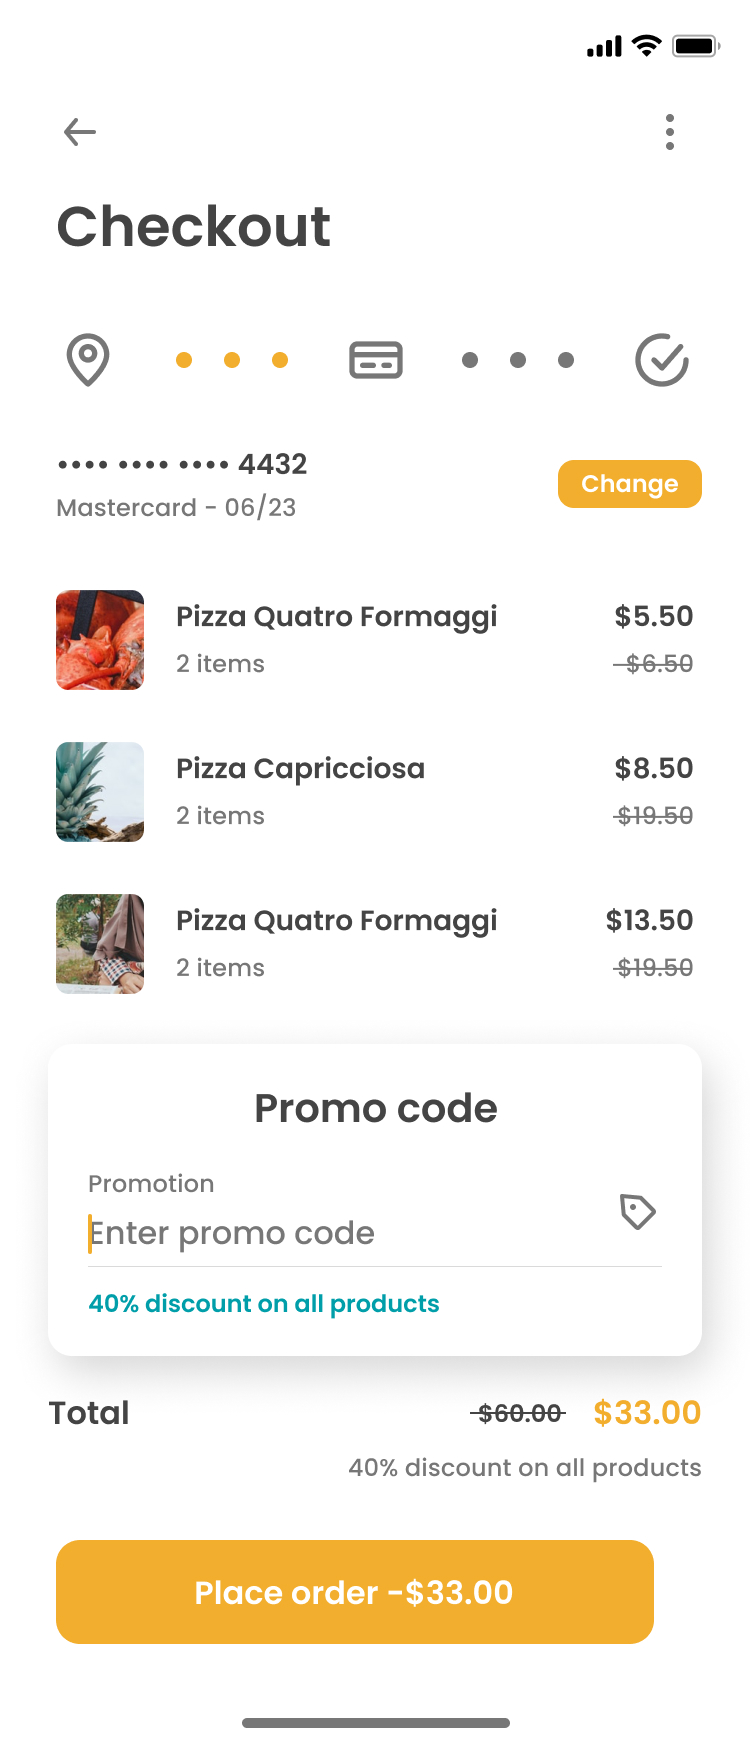 Checkout
•••• •••• •••• 4432
Mastercard - 06/23
Change
Pizza Quatro Formaggi
$5.50
2 items
$6.50
Pizza Capricciosa
$8.50
2 items
$19.50
Pizza Quatro Formaggi
$13.50
2 items
$19.50
Promo code
Promotion
Enter promo code
40% discount on all products
Total
$60.00
$33.00
40% discount on all products
Place order -$33.00